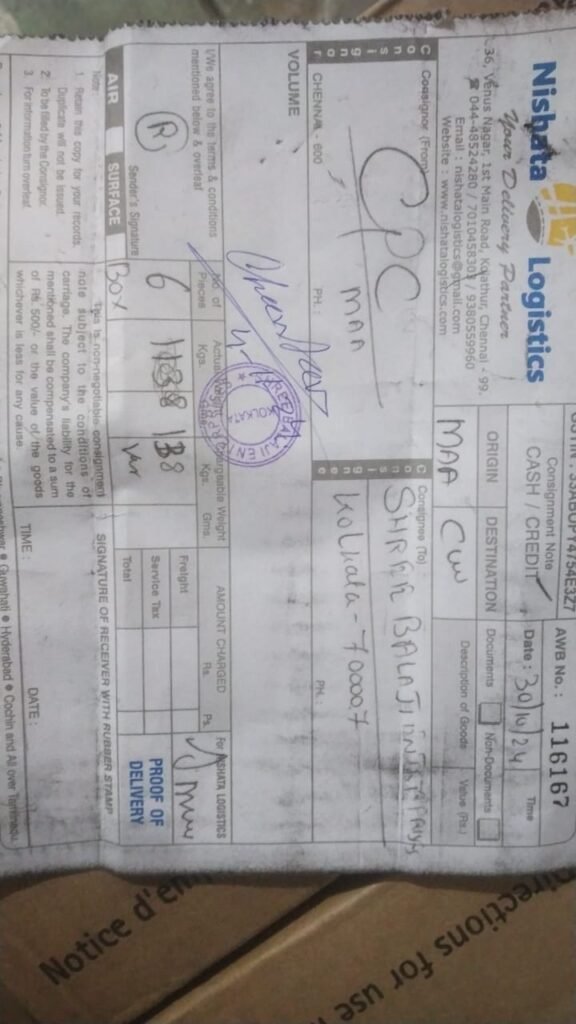 Nishata Logistics
Your Delivery Partner
36, Venus Nagar, 1st Main Road, Kolathur, Chennai - 99.
044-48524280 / 7010458301 / 9380559960
Email : nishatalogistics@gmail.com
Website : www.nishatalogistics.com
Consignment Note
CASH / CREDIT
AWB No.: 116167
Date : 30/10/24
Time
ORIGIN
DESTINATION
MAA
CCU
Documents
Non-Documents
Description of Goods
Value (Rs.)
Consignor
Consignor (From)
CPC
MAA
CHENNAI - 600
PH. :
Consignee
Consignee (To) :
SHREE BALAJI
Kolkata - 700007
PH. :
VOLUME
I/We agree to the terms & conditions
mentioned below & overleaf
Sender's Signature
No. of
Pieces
6
Box
Actual Weight
Kgs. Gms.
Chargeable Weight
Kgs. Gms.
138
KOLKATA
AMOUNT CHARGED
Rs. Ps.
Freight
Service Tax
Total
For NISHATA LOGISTICS
PROOF OF
DELIVERY
AIR
SURFACE
Note :
1. Retain this copy for your records.
Duplicate will not be issued.
2. To be filled by the Consignor.
3. For information turn overleaf.
This is non-negotiable consignment
note subject to the conditions of
carriage. The company's liability for the
mentioned shall be compensated to a sum
of Rs. 500/- or the value of the goods
whichever is less for any cause.
SIGNATURE OF RECEIVER WITH RUBBER STAMP
TIME :
DATE :
Guwahati ● Hyderabad ● Cochin and All over Tamilnadu.
Notice d'em
Directions for use